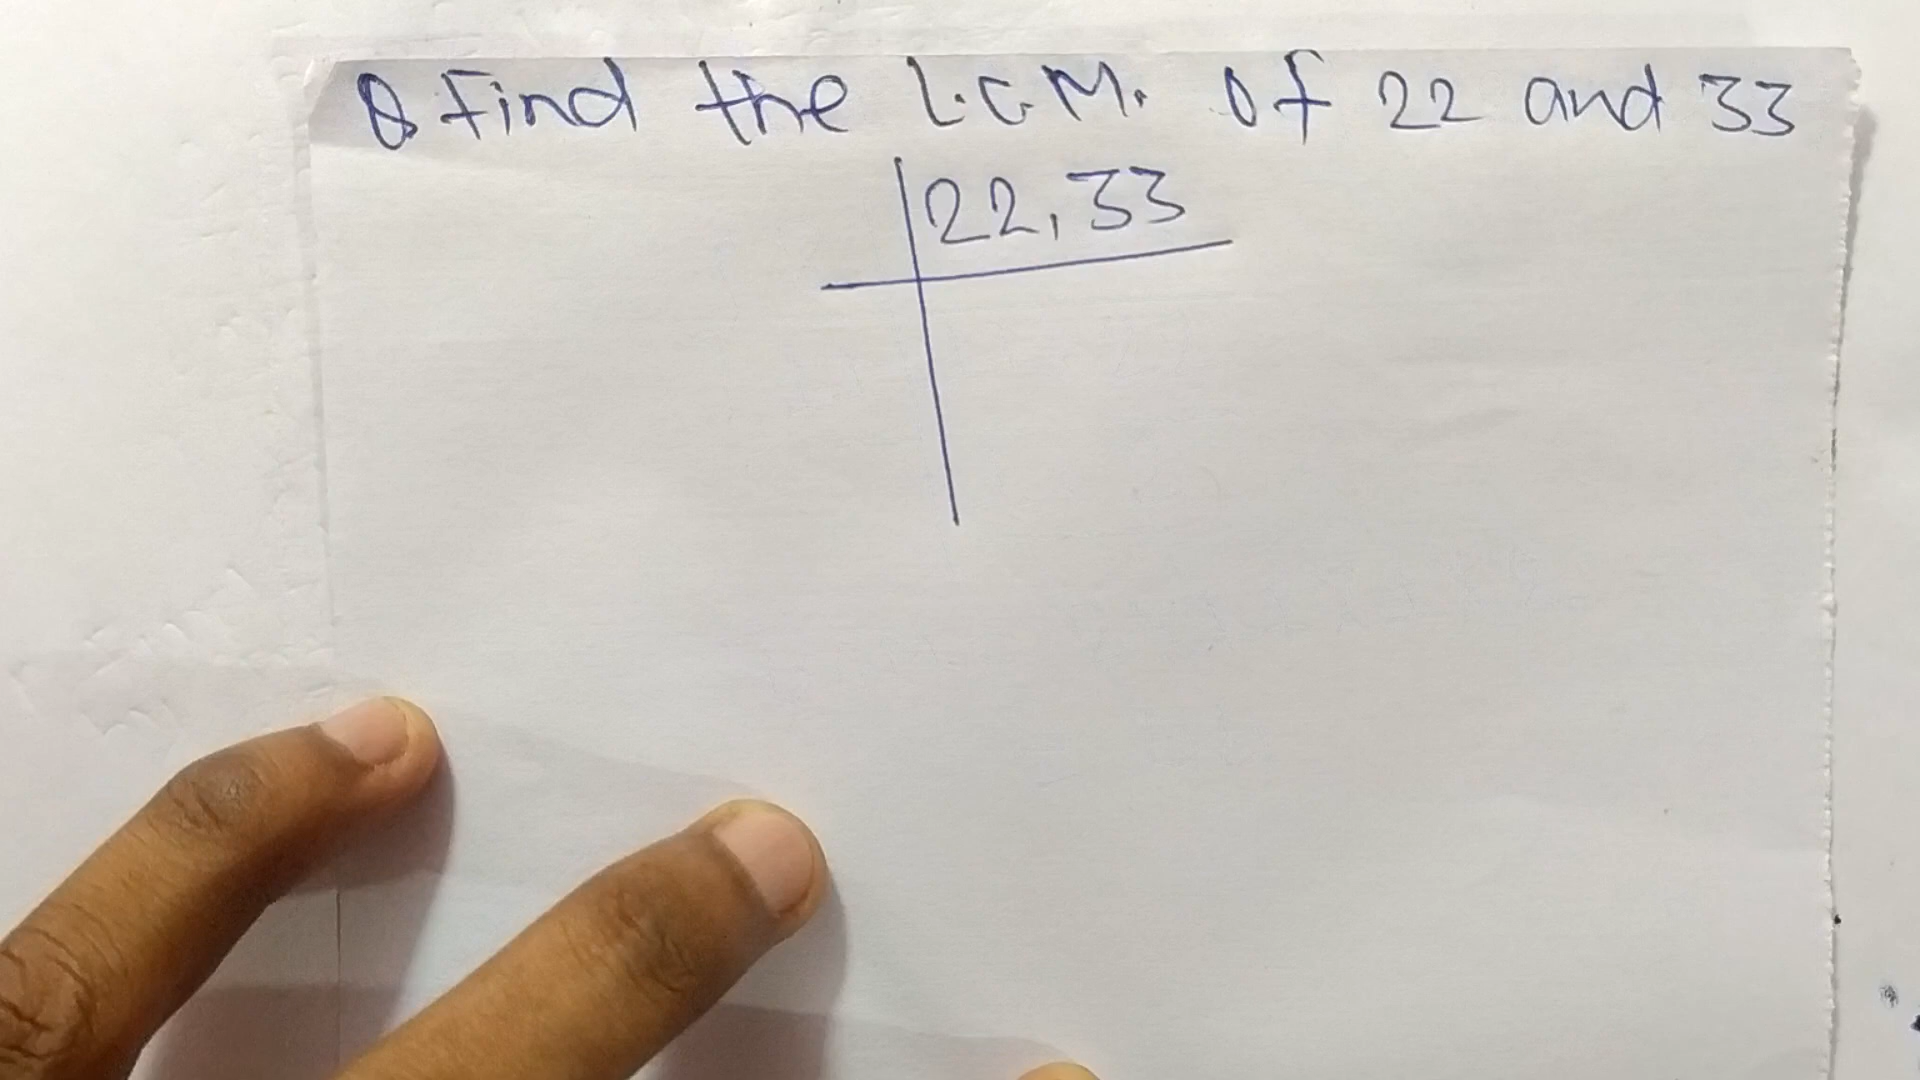 Q Find the L.C.M. of 22 and 33
22, 33